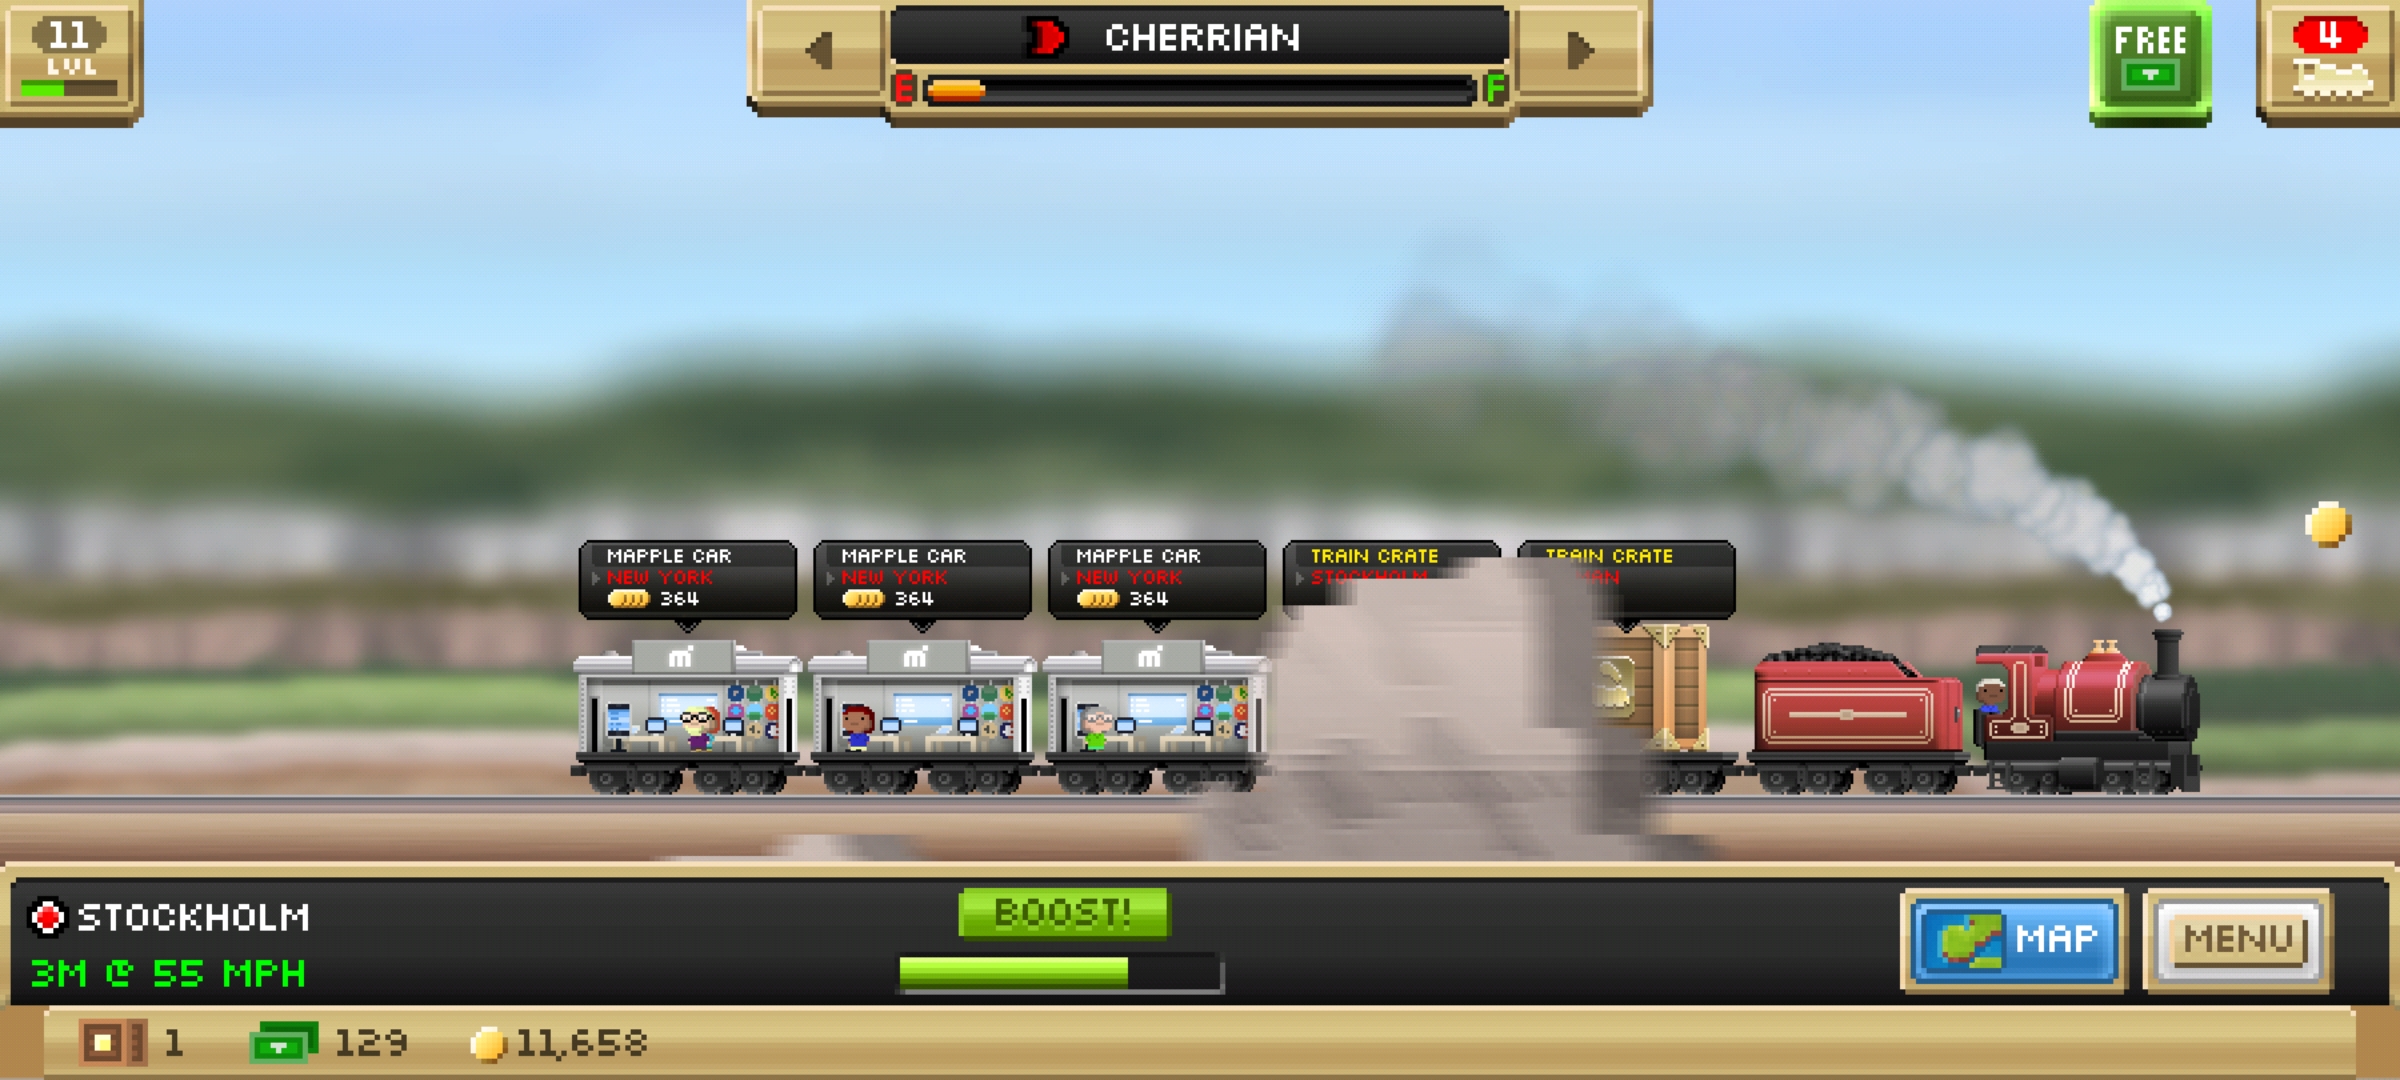 11
LVL
CHERRIAN
E F
FREE
4
MAPPLE CAR
NEW YORK
364
MAPPLE CAR
NEW YORK
364
MAPPLE CAR
NEW YORK
364
TRAIN CRATE
STOCKHOLM
TRAIN CRATE
m
m
m
STOCKHOLM
3M @ 55 MPH
BOOST!
MAP
MENU
1
129
11,658